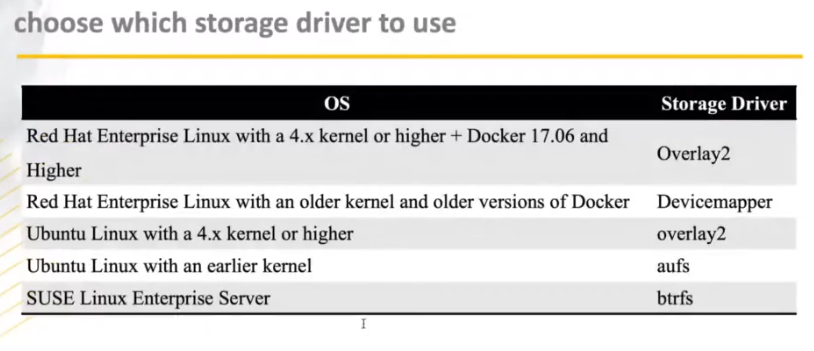 choose which storage driver to use
OS Storage Driver
Red Hat Enterprise Linux with a 4.x kernel or higher + Docker 17.06 and
Higher
Overlay2
Red Hat Enterprise Linux with an older kernel and older versions of Docker Devicemapper
Ubuntu Linux with a 4.x kernel or higher overlay2
Ubuntu Linux with an earlier kernel aufs
SUSE Linux Enterprise Server btrfs